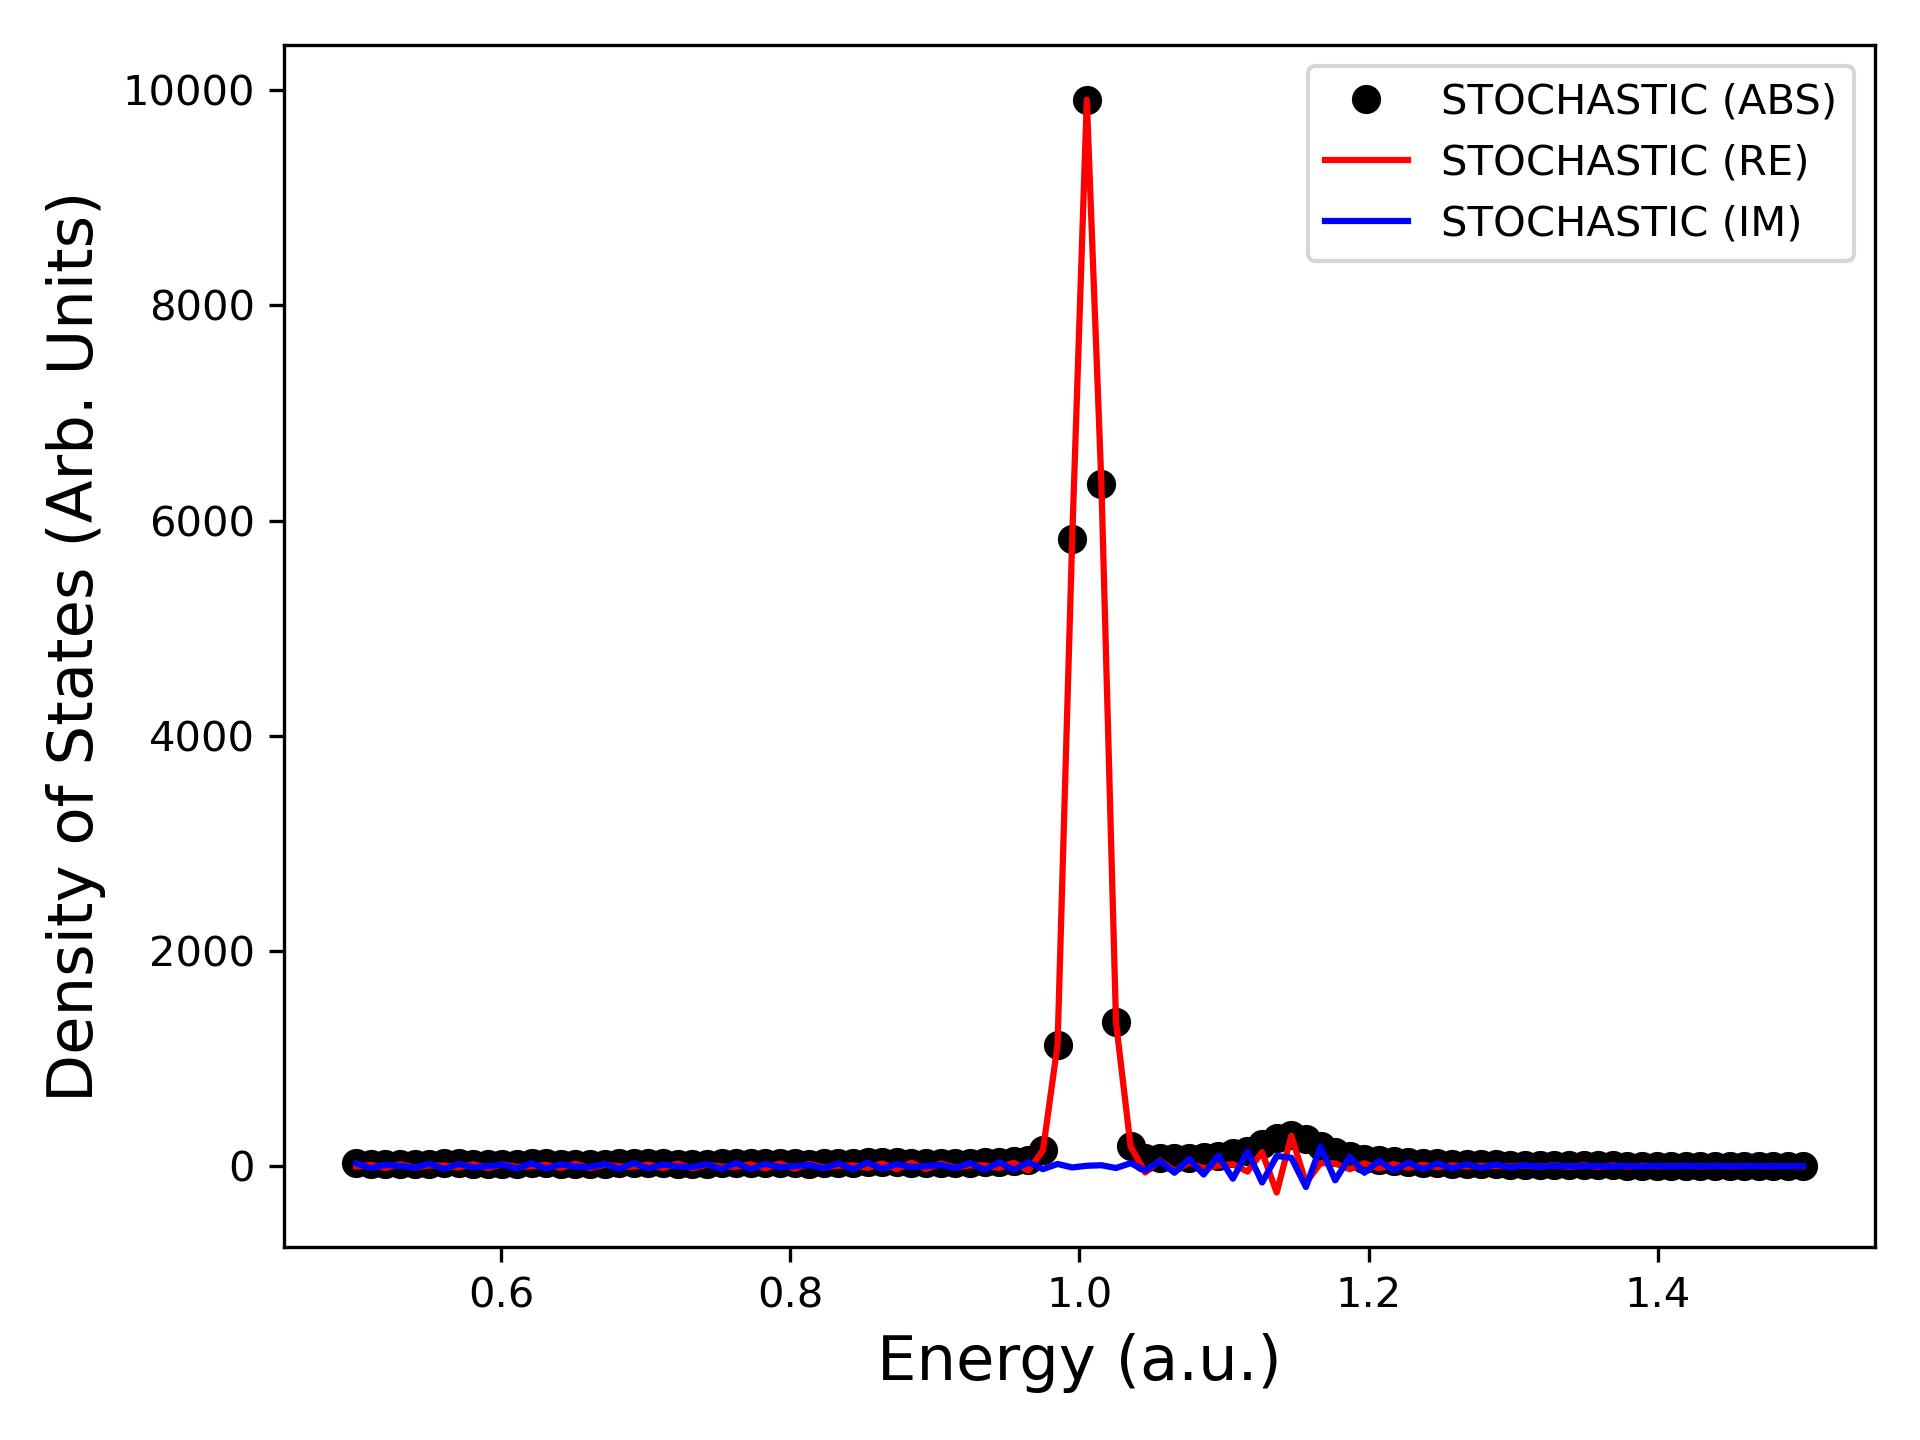 STOCHASTIC (ABS)
STOCHASTIC (RE)
STOCHASTIC (IM)
Density of States (Arb. Units)
10000
8000
6000
4000
2000
0
0.6 0.8 1.0 1.2 1.4
Energy (a.u.)